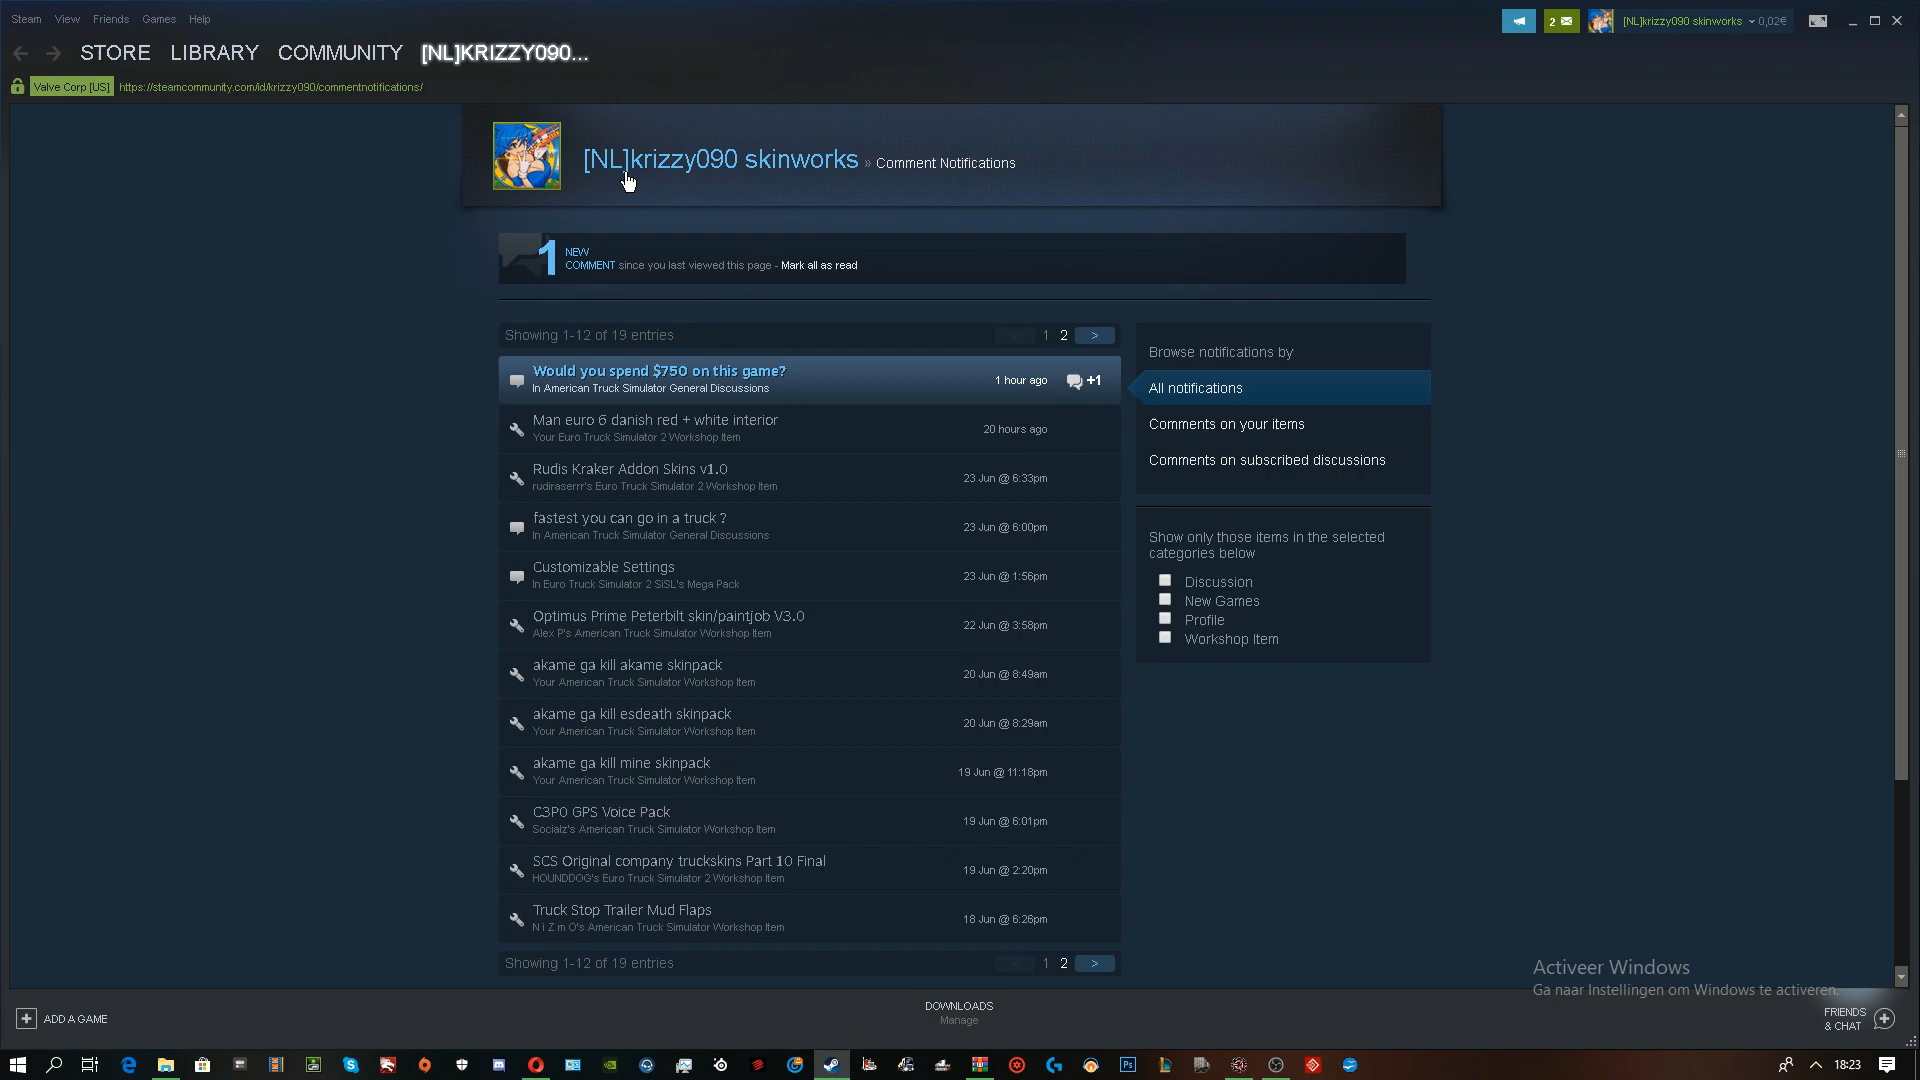 Steam View Friends Games Help
2 [NL]krizzy090 skinworks 0,02€
STORE LIBRARY COMMUNITY [NL]KRIZZY090...
Valve Corp [US] https://steamcommunity.com/id/krizzy090/commentnotifications/
[NL]krizzy090 skinworks » Comment Notifications
1 NEW
COMMENT since you last viewed this page - Mark all as read
Showing 1-12 of 19 entries 1 2 >
Would you spend $750 on this game?
In American Truck Simulator General Discussions
1 hour ago +1
Man euro 6 danish red + white interior
Your Euro Truck Simulator 2 Workshop Item
20 hours ago
Rudis Kraker Addon Skins v1.0
rudiraserrr's Euro Truck Simulator 2 Workshop Item
23 Jun @ 6:33pm
fastest you can go in a truck ?
In American Truck Simulator General Discussions
23 Jun @ 6:00pm
Customizable Settings
In Euro Truck Simulator 2 SiSL's Mega Pack
23 Jun @ 1:56pm
Optimus Prime Peterbilt skin/paintjob V3.0
Alex P's American Truck Simulator Workshop Item
22 Jun @ 3:58pm
akame ga kill akame skinpack
Your American Truck Simulator Workshop Item
20 Jun @ 8:49am
akame ga kill esdeath skinpack
Your American Truck Simulator Workshop Item
20 Jun @ 8:29am
akame ga kill mine skinpack
Your American Truck Simulator Workshop Item
19 Jun @ 11:18pm
C3P0 GPS Voice Pack
Socialz's American Truck Simulator Workshop Item
19 Jun @ 6:01pm
SCS Original company truckskins Part 10 Final
HOUNDDOG's Euro Truck Simulator 2 Workshop Item
19 Jun @ 2:20pm
Truck Stop Trailer Mud Flaps
N i Z m O's American Truck Simulator Workshop Item
18 Jun @ 6:26pm
Showing 1-12 of 19 entries 1 2 >
Browse notifications by
All notifications
Comments on your items
Comments on subscribed discussions
Show only those items in the selected
categories below
Discussion
New Games
Profile
Workshop Item
Activeer Windows
Ga naar Instellingen om Windows te activeren.
ADD A GAME
DOWNLOADS
Manage
FRIENDS
& CHAT
Ps
18:23